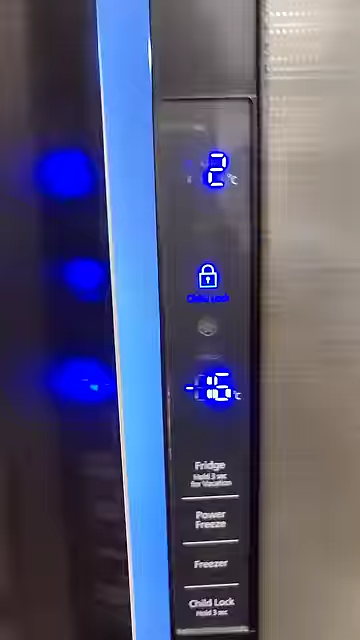 2°C
Child Lock
-16°C
Fridge
Hold 3 sec
for Vacation
Power
Freeze
Freezer
Child Lock
Hold 3 sec